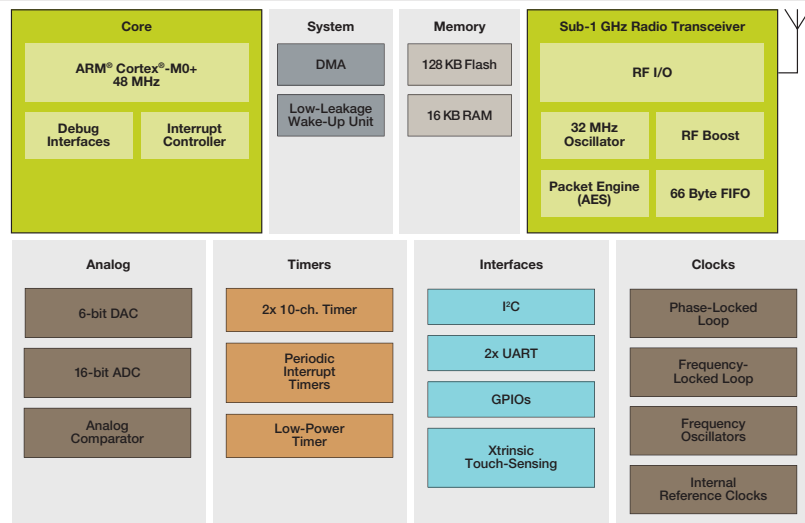 Core
ARM® Cortex®-M0+
48 MHz
Debug
Interfaces
Interrupt
Controller
System
DMA
Low-Leakage
Wake-Up Unit
Memory
128 KB Flash
16 KB RAM
Sub-1 GHz Radio Transceiver
RF I/O
32 MHz
Oscillator
RF Boost
Packet Engine
(AES)
66 Byte FIFO
Analog
6-bit DAC
16-bit ADC
Analog
Comparator
Timers
2x 10-ch. Timer
Periodic
Interrupt
Timers
Low-Power
Timer
Interfaces
I²C
2x UART
GPIOs
Xtrinsic
Touch-Sensing
Clocks
Phase-Locked
Loop
Frequency-
Locked Loop
Frequency
Oscillators
Internal
Reference Clocks